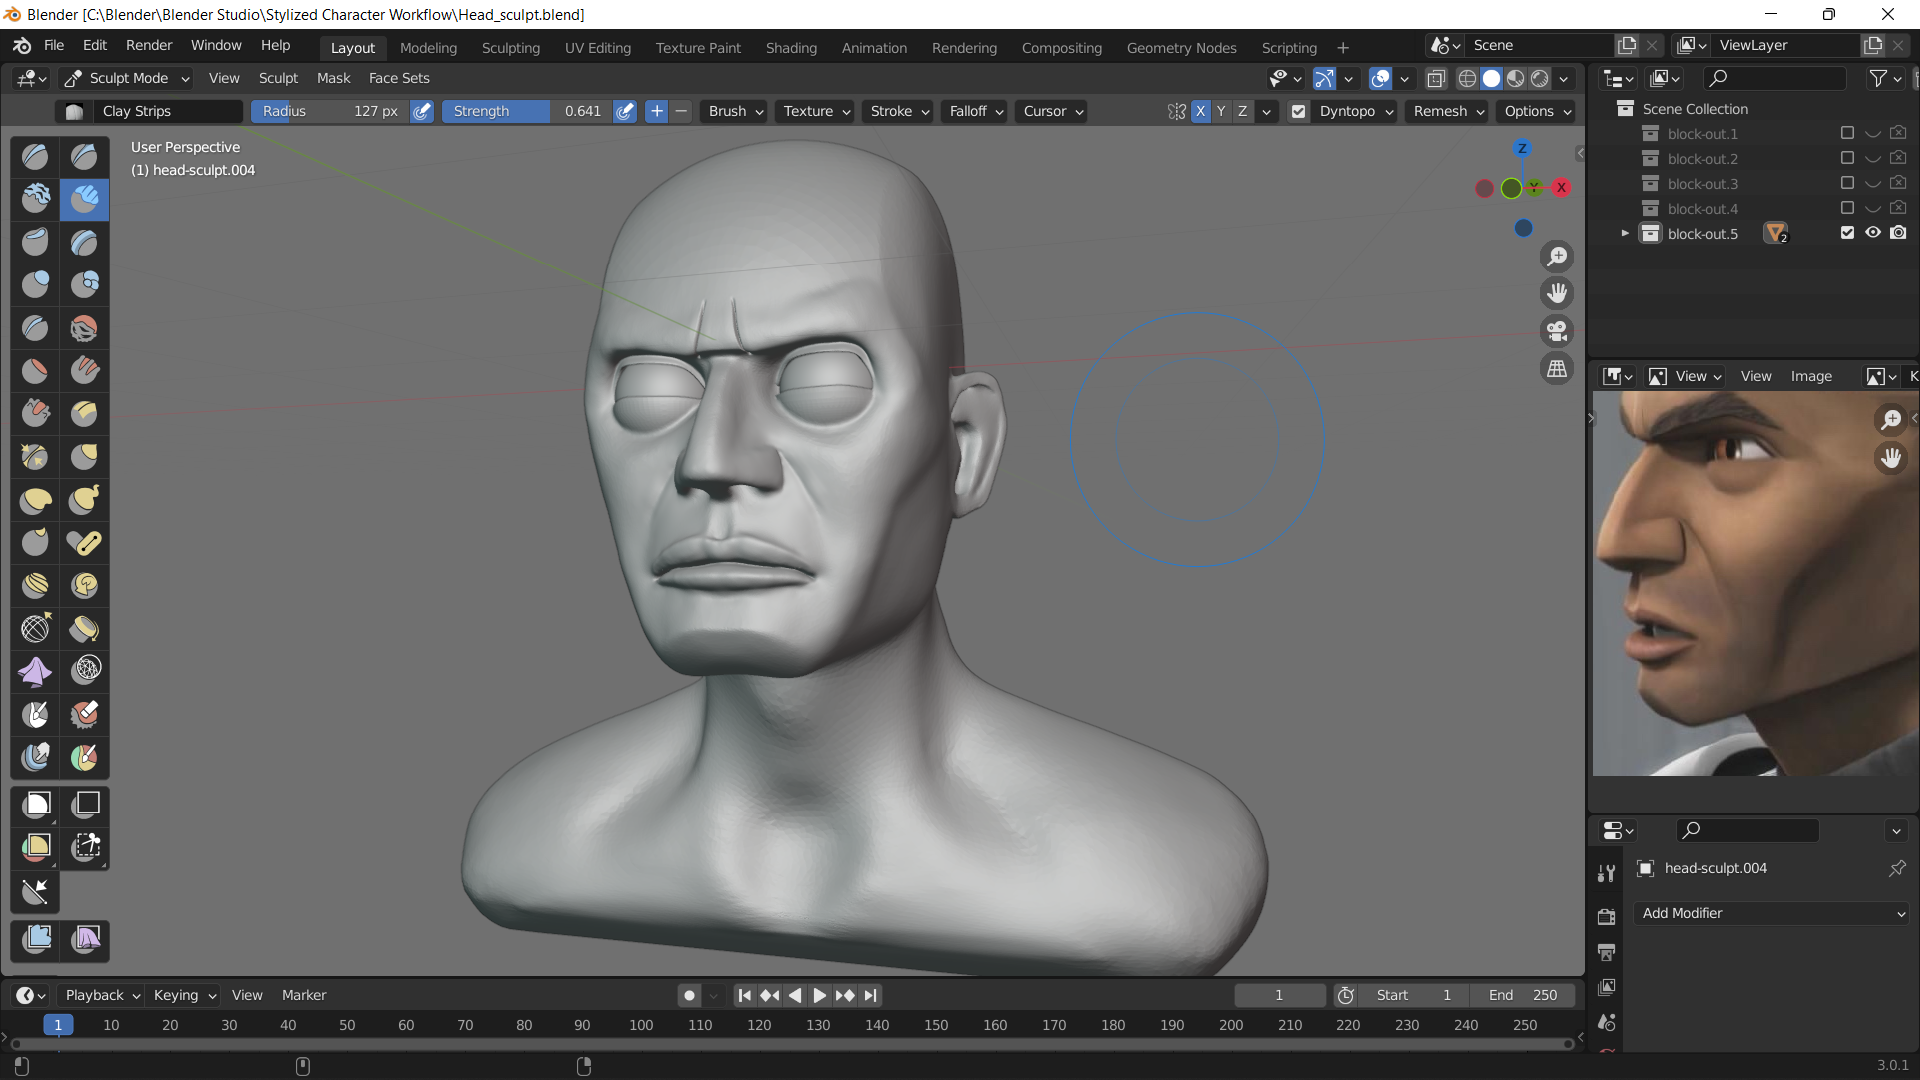 Blender [C:\Blender\Blender Studio\Stylized Character Workflow\Head_sculpt.blend]
File Edit Render Window Help Layout Modeling Sculpting UV Editing Texture Paint Shading Animation Rendering Compositing Geometry Nodes Scripting + Scene ViewLayer
Sculpt Mode View Sculpt Mask Face Sets
Clay Strips Radius 127 px Strength 0.641 + − Brush Texture Stroke Falloff Cursor X Y Z Dyntopo Remesh Options
User Perspective
(1) head-sculpt.004
Z
Y X
Scene Collection
block-out.1
block-out.2
block-out.3
block-out.4
block-out.5 2
View View Image K
head-sculpt.004
Add Modifier
Playback Keying View Marker 1 Start 1 End 250
1 10 20 30 40 50 60 70 80 90 100 110 120 130 140 150 160 170 180 190 200 210 220 230 240 250
3.0.1